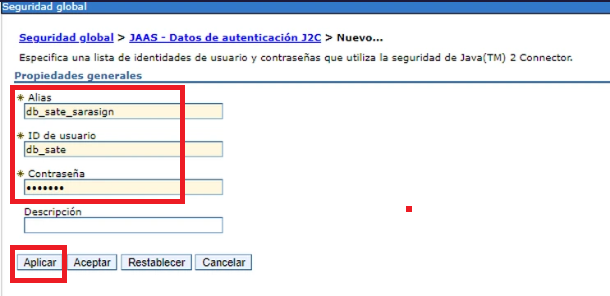 Seguridad global
Seguridad global > JAAS - Datos de autenticación J2C > Nuevo...
Especifica una lista de identidades de usuario y contraseñas que utiliza la seguridad de Java(TM) 2 Connector.
Propiedades generales
* Alias
db_sate_sarasign
* ID de usuario
db_sate
* Contraseña
•••••••
Descripción
Aplicar Aceptar Restablecer Cancelar